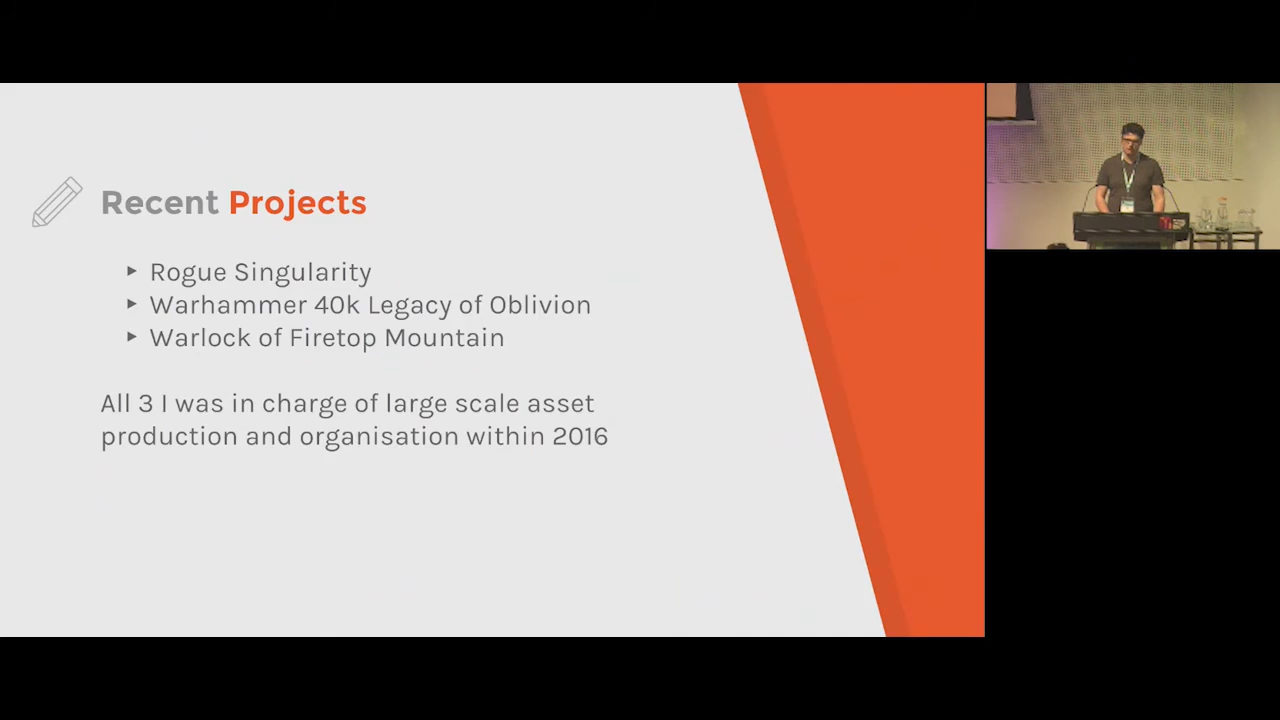 Recent Projects
Rogue Singularity
Warhammer 40k Legacy of Oblivion
Warlock of Firetop Mountain
All 3 I was in charge of large scale asset
production and organisation within 2016